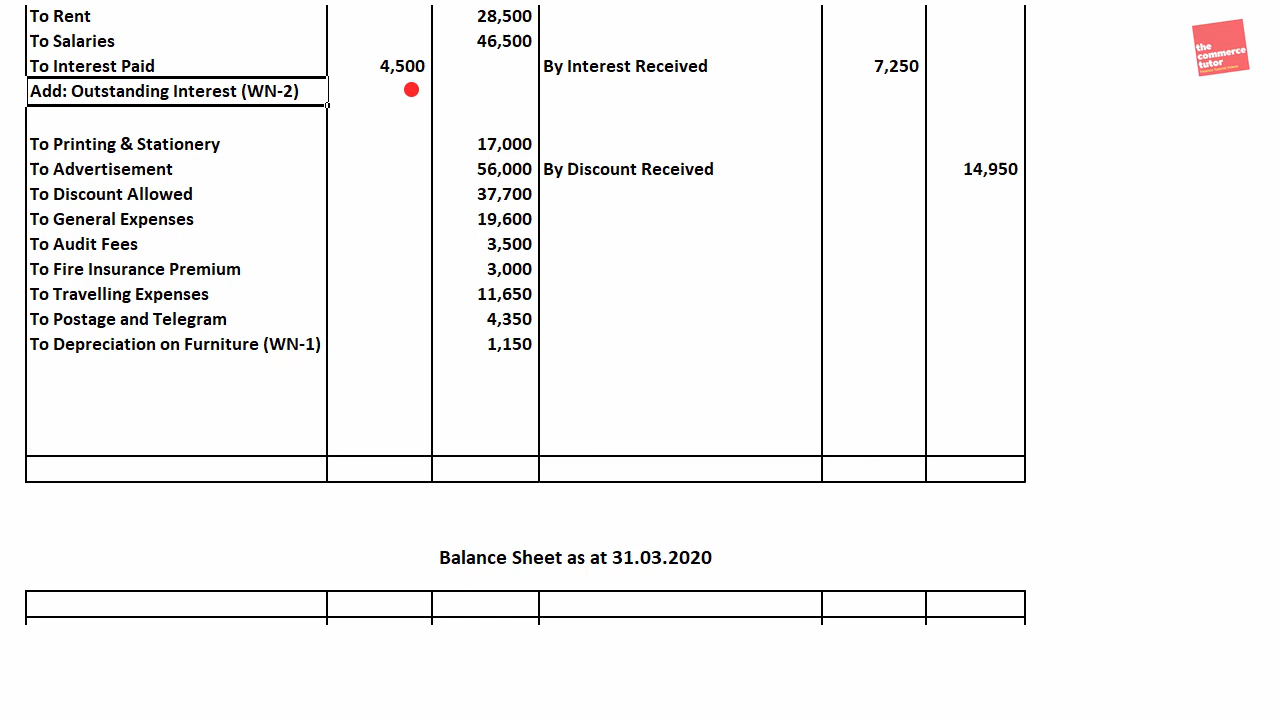 To Rent 28,500
To Salaries 46,500
To Interest Paid 4,500 By Interest Received 7,250
Add: Outstanding Interest (WN-2)
To Printing & Stationery 17,000
To Advertisement 56,000 By Discount Received 14,950
To Discount Allowed 37,700
To General Expenses 19,600
To Audit Fees 3,500
To Fire Insurance Premium 3,000
To Travelling Expenses 11,650
To Postage and Telegram 4,350
To Depreciation on Furniture (WN-1) 1,150
Balance Sheet as at 31.03.2020
the
commerce
tutor